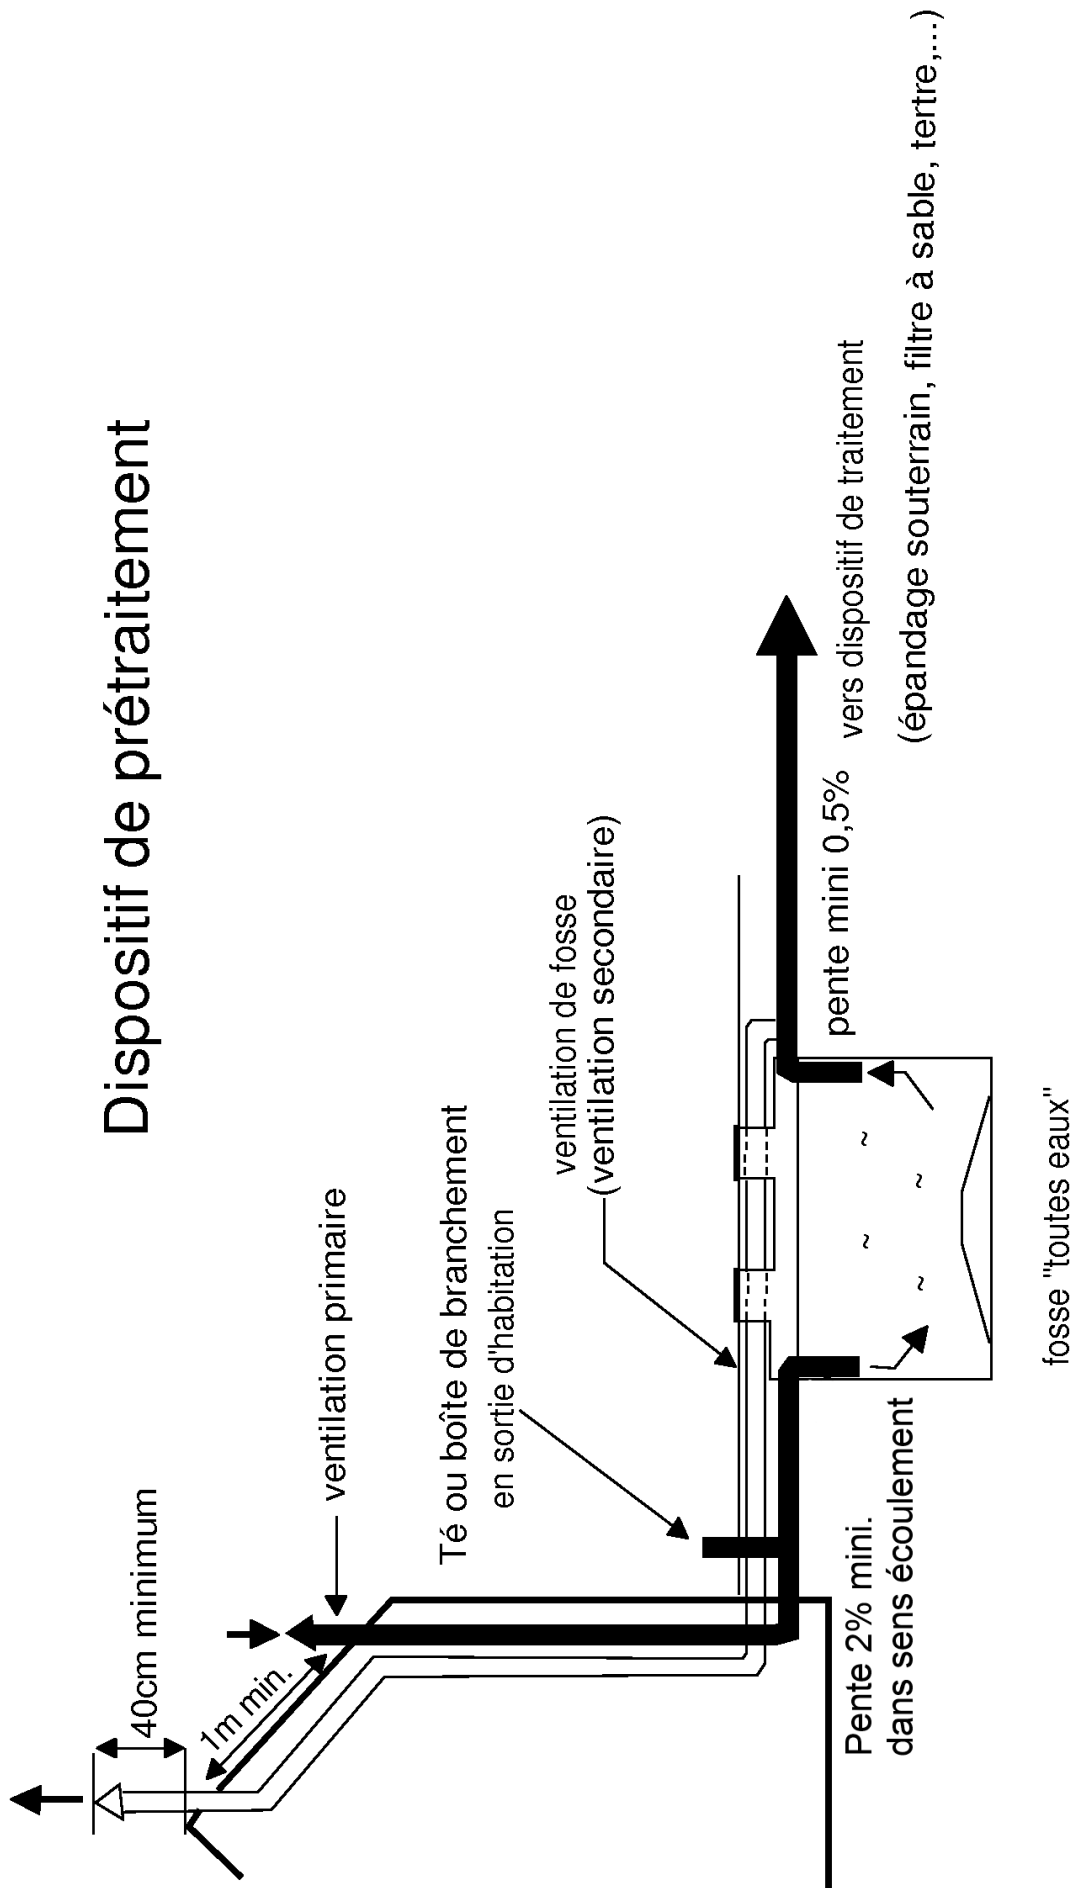 Dispositif de prétraitement
40cm minimum
1m min.
ventilation primaire
Té ou boîte de branchement
en sortie d'habitation
ventilation de fosse
(ventilation secondaire)
Pente 2% mini.
dans sens écoulement
pente mini 0,5%
vers dispositif de traitement
(épandage souterrain, filtre à sable, tertre,...)
fosse "toutes eaux"